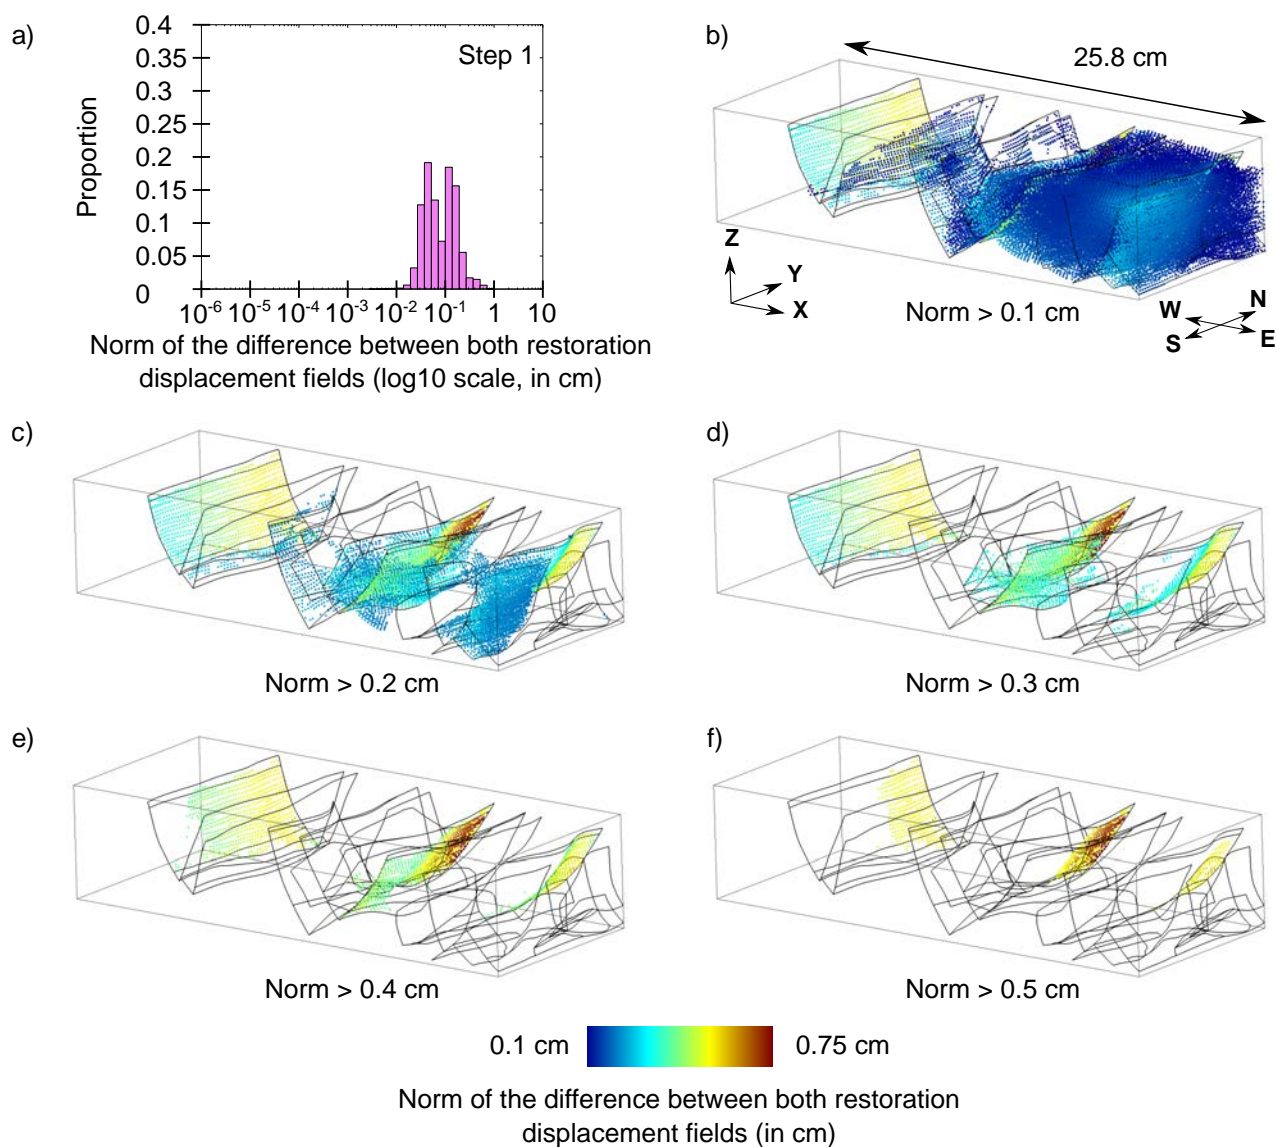 a)
0.4
0.35
0.3
0.25
0.2
0.15
0.1
0.05
0
Proportion
Step 1
10-6 10-5 10-4 10-3 10-2 10-1 1 10
Norm of the difference between both restoration
displacement fields (log10 scale, in cm)
b)
25.8 cm
Z
Y
X
Norm > 0.1 cm
W
N
S
E
c)
Norm > 0.2 cm
d)
Norm > 0.3 cm
e)
Norm > 0.4 cm
f)
Norm > 0.5 cm
0.1 cm
0.75 cm
Norm of the difference between both restoration
displacement fields (in cm)